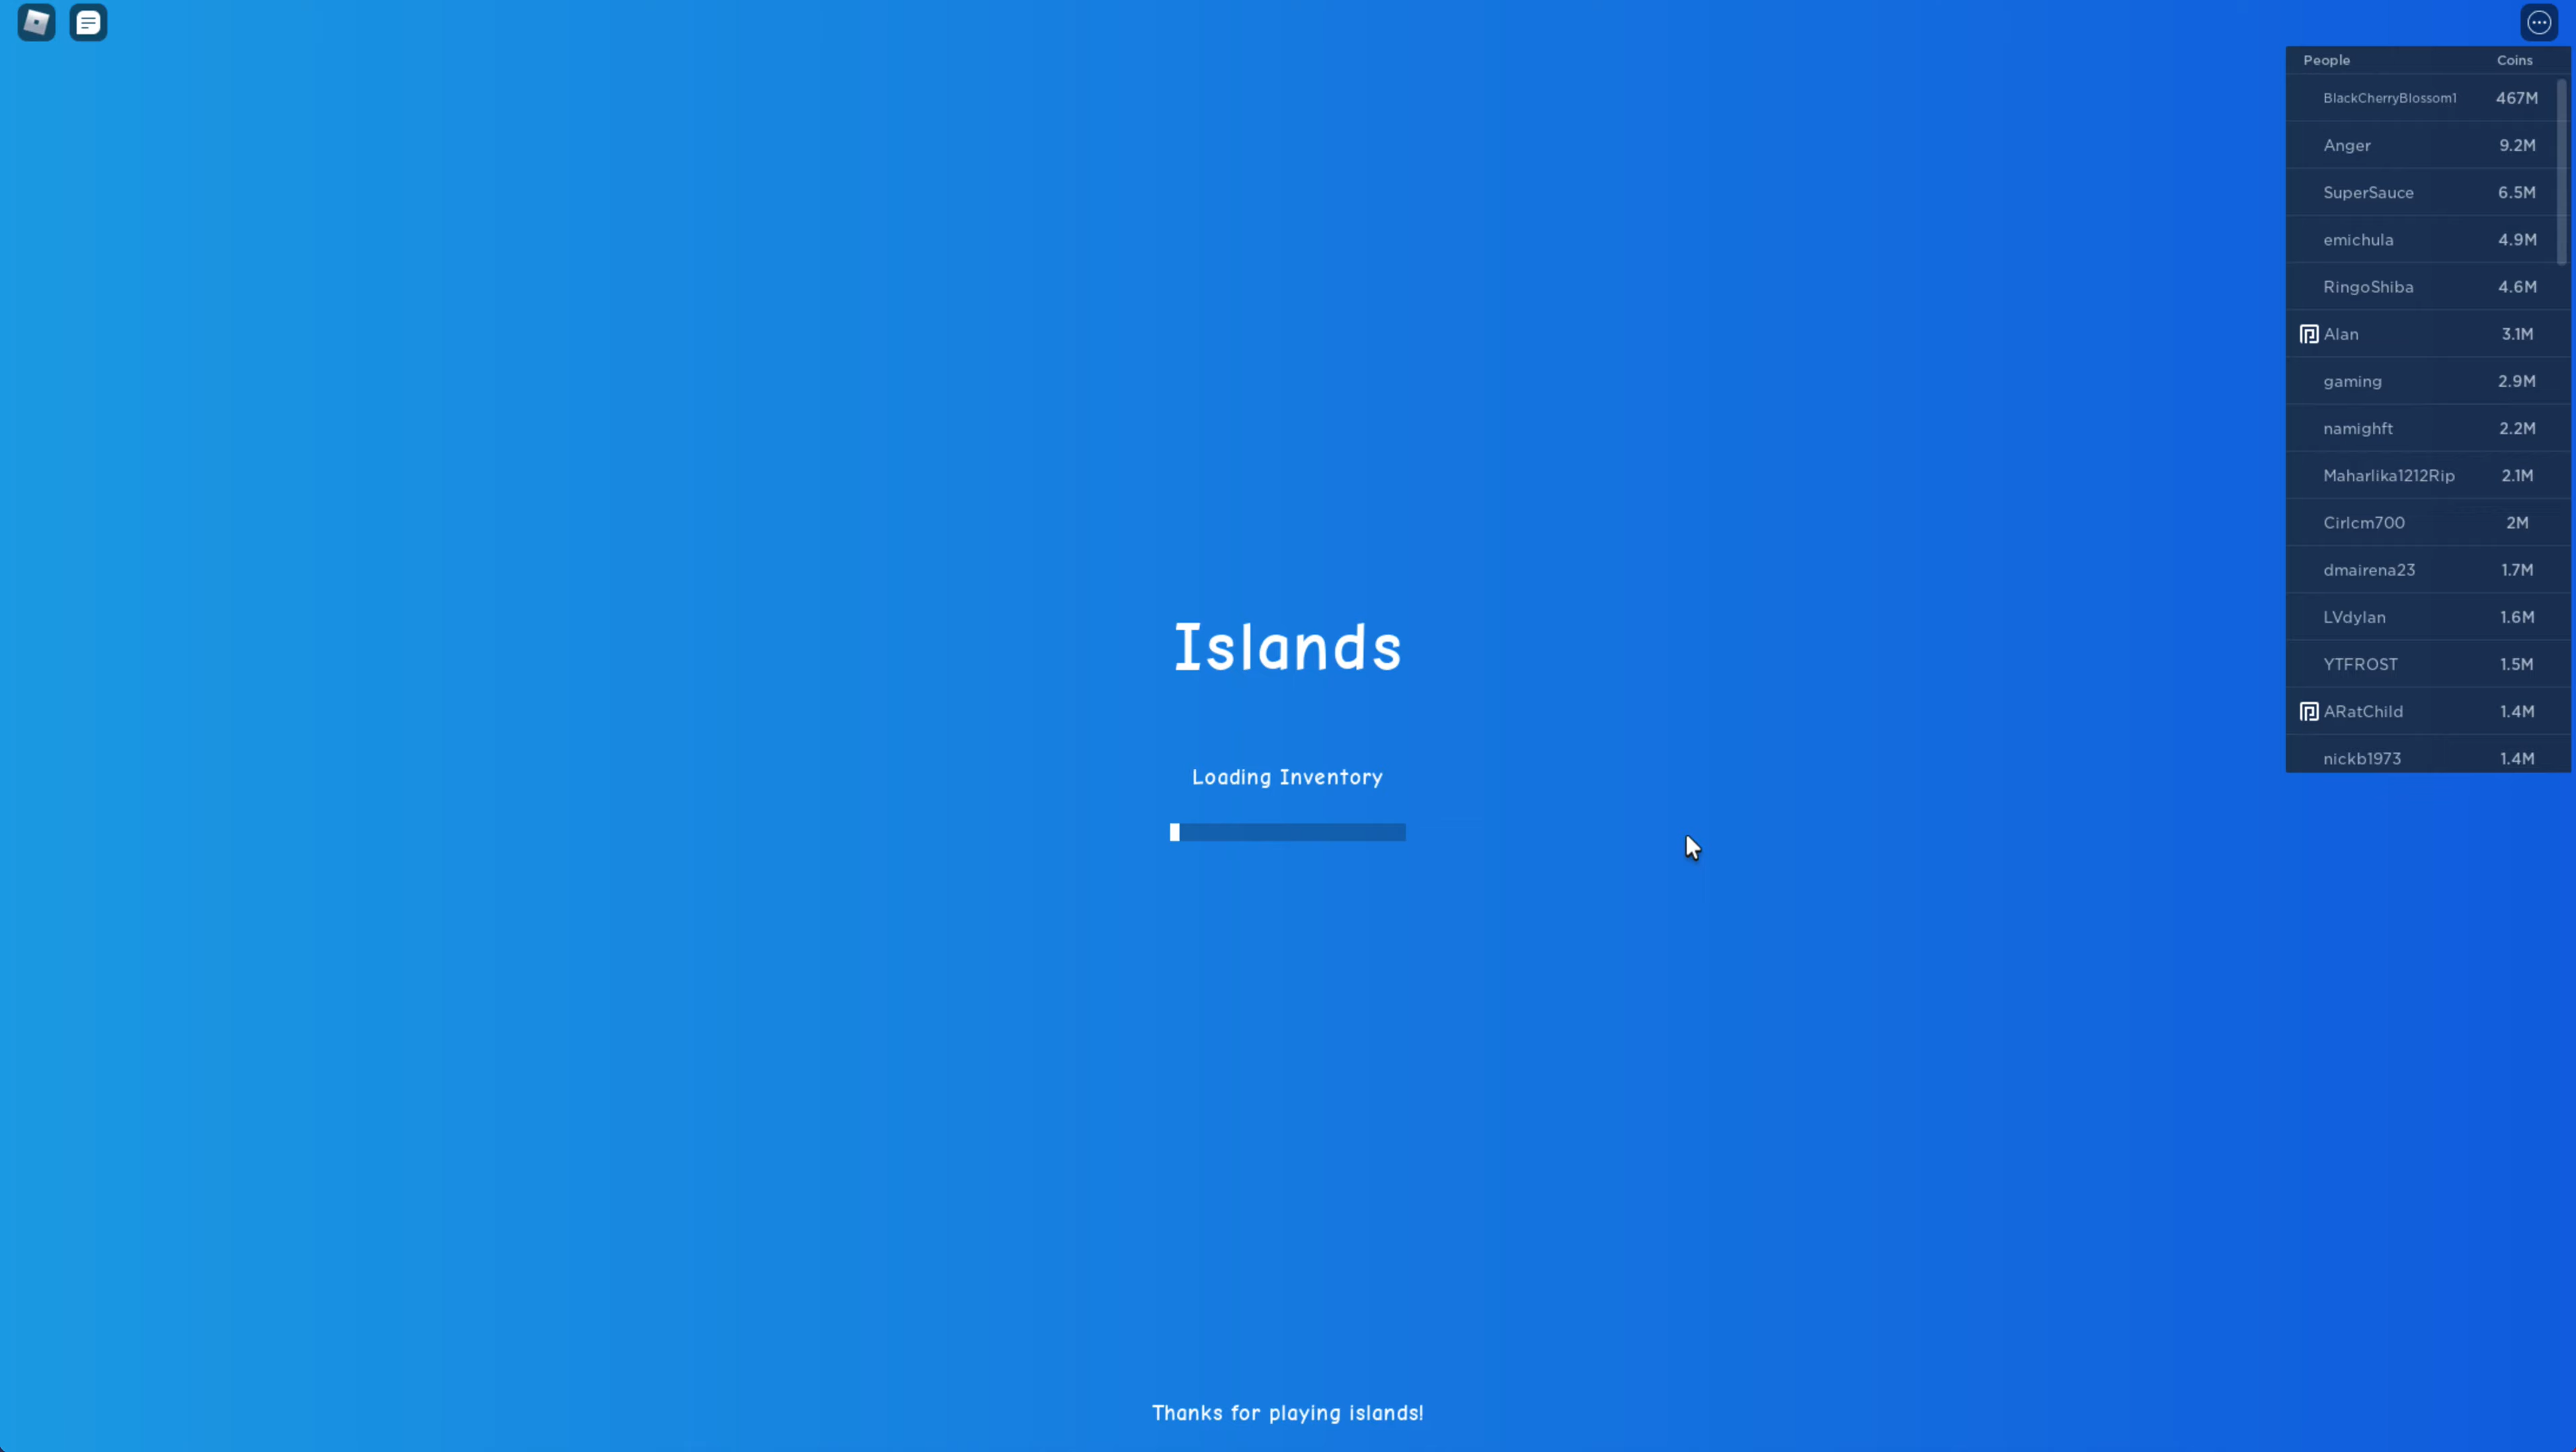 People Coins
BlackCherryBlossom1 467M
Anger 9.2M
SuperSauce 6.5M
emichula 4.9M
RingoShiba 4.6M
Alan 3.1M
gaming 2.9M
namighft 2.2M
Maharlika1212Rip 2.1M
Cirlcm700 2M
dmairena23 1.7M
LVdylan 1.6M
YTFROST 1.5M
ARatChild 1.4M
nickb1973 1.4M
Islands
Loading Inventory
Thanks for playing islands!